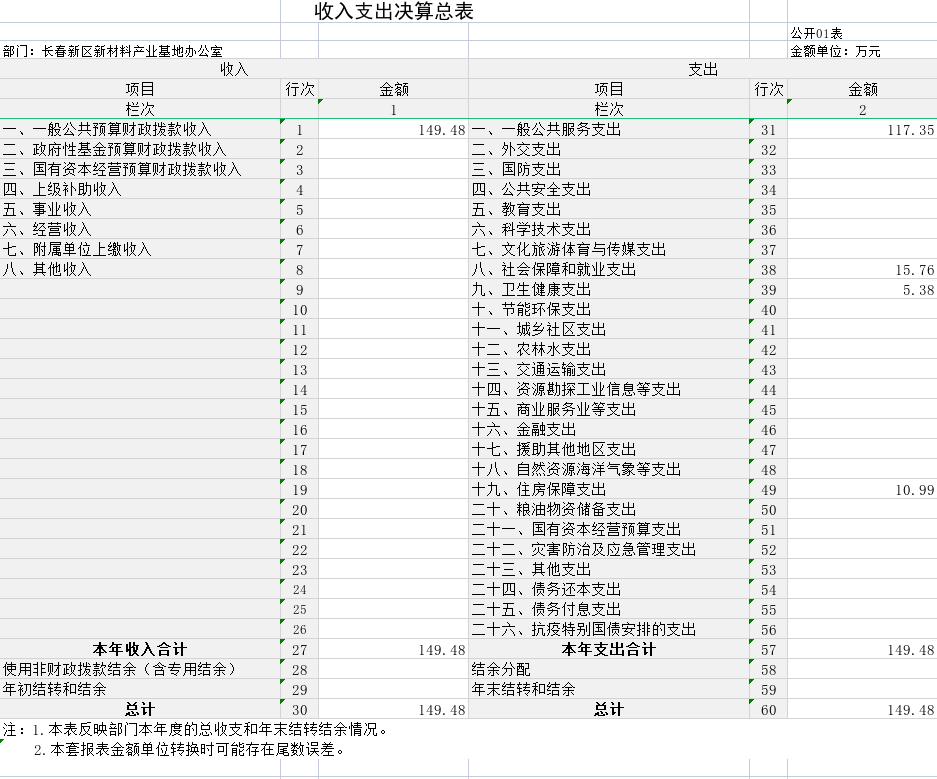 收入支出决算总表
公开01表
部门：长春新区新材料产业基地办公室 金额单位：万元
收入 支出
项目 行次 金额 项目 行次 金额
栏次 1 栏次 2
一、一般公共预算财政拨款收入 1 149.48 一、一般公共服务支出 31 117.35
二、政府性基金预算财政拨款收入 2 二、外交支出 32
三、国有资本经营预算财政拨款收入 3 三、国防支出 33
四、上级补助收入 4 四、公共安全支出 34
五、事业收入 5 五、教育支出 35
六、经营收入 6 六、科学技术支出 36
七、附属单位上缴收入 7 七、文化旅游体育与传媒支出 37
八、其他收入 8 八、社会保障和就业支出 38 15.76
9 九、卫生健康支出 39 5.38
10 十、节能环保支出 40
11 十一、城乡社区支出 41
12 十二、农林水支出 42
13 十三、交通运输支出 43
14 十四、资源勘探工业信息等支出 44
15 十五、商业服务业等支出 45
16 十六、金融支出 46
17 十七、援助其他地区支出 47
18 十八、自然资源海洋气象等支出 48
19 十九、住房保障支出 49 10.99
20 二十、粮油物资储备支出 50
21 二十一、国有资本经营预算支出 51
22 二十二、灾害防治及应急管理支出 52
23 二十三、其他支出 53
24 二十四、债务还本支出 54
25 二十五、债务付息支出 55
26 二十六、抗疫特别国债安排的支出 56
本年收入合计 27 149.48 本年支出合计 57 149.48
使用非财政拨款结余（含专用结余） 28 结余分配 58
年初结转和结余 29 年末结转和结余 59
总计 30 149.48 总计 60 149.48
注：1.本表反映部门本年度的总收支和年末结转结余情况。
2.本套报表金额单位转换时可能存在尾数误差。